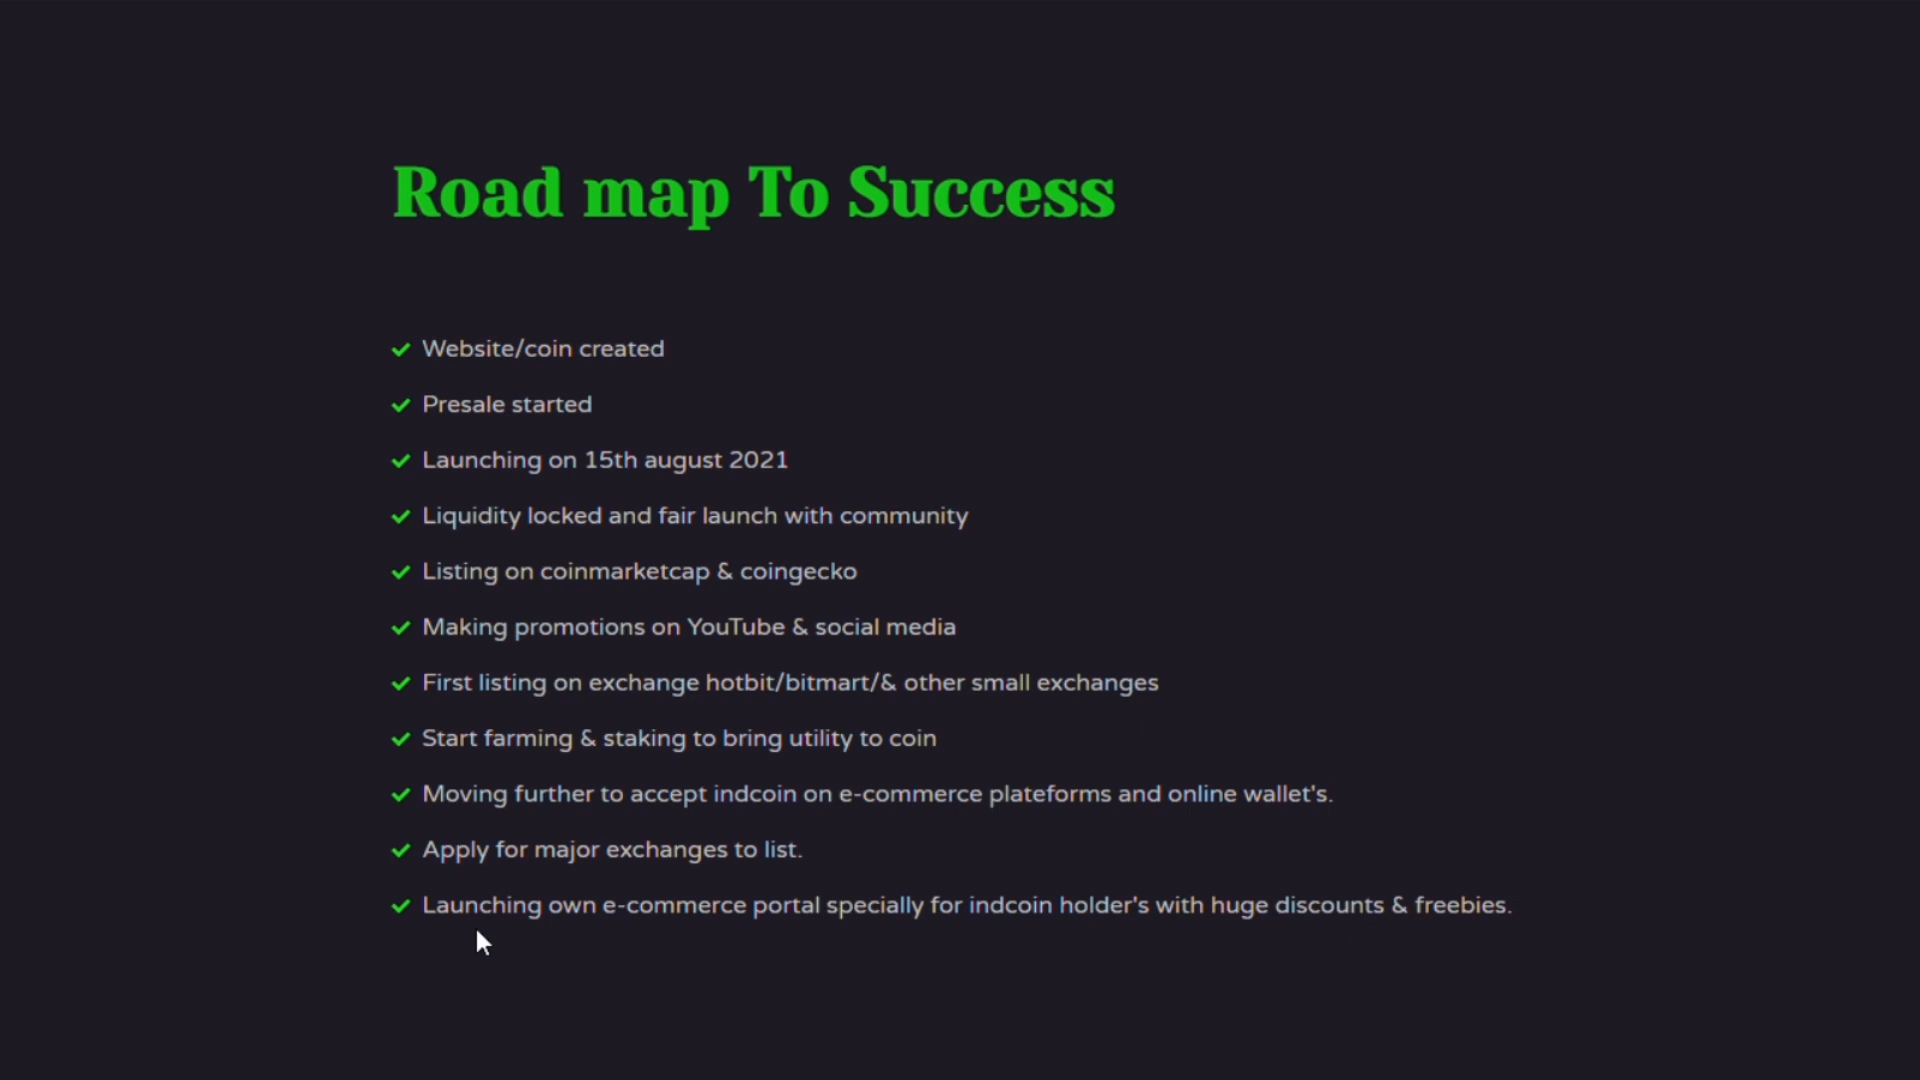 Road map To Success
Website/coin created
Presale started
Launching on 15th august 2021
Liquidity locked and fair launch with community
Listing on coinmarketcap & coingecko
Making promotions on YouTube & social media
First listing on exchange hotbit/bitmart/& other small exchanges
Start farming & staking to bring utility to coin
Moving further to accept indcoin on e-commerce plateforms and online wallet's.
Apply for major exchanges to list.
Launching own e-commerce portal specially for indcoin holder's with huge discounts & freebies.